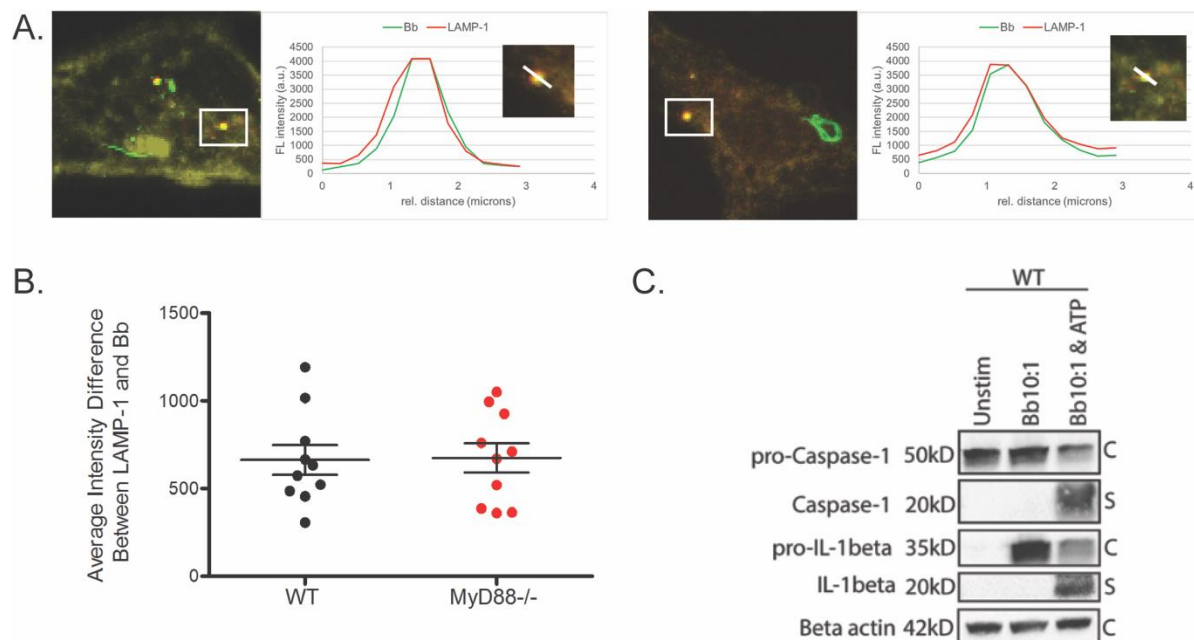 A.
Bb LAMP-1
FL intensity (a.u.)
4500
4000
3500
3000
2500
2000
1500
1000
500
0
0 1 2 3 4
rel. distance (microns)
Bb LAMP-1
FL intensity (a.u.)
4500
4000
3500
3000
2500
2000
1500
1000
500
0
0 1 2 3 4
rel. distance (microns)
B.
Average Intensity Difference
Between LAMP-1 and Bb
1500
1000
500
0
WT MyD88-/-
C.
WT
Unstim Bb10:1 Bb10:1 & ATP
pro-Caspase-1 50kD C
Caspase-1 20kD S
pro-IL-1beta 35kD C
IL-1beta 20kD S
Beta actin 42kD C